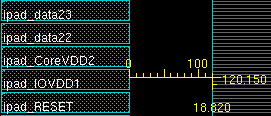 ipad_data23
ipad_data22
ipad_CoreVDD2
0 100
ipad_IOVDD1
120.150
ipad_RESET
18.820